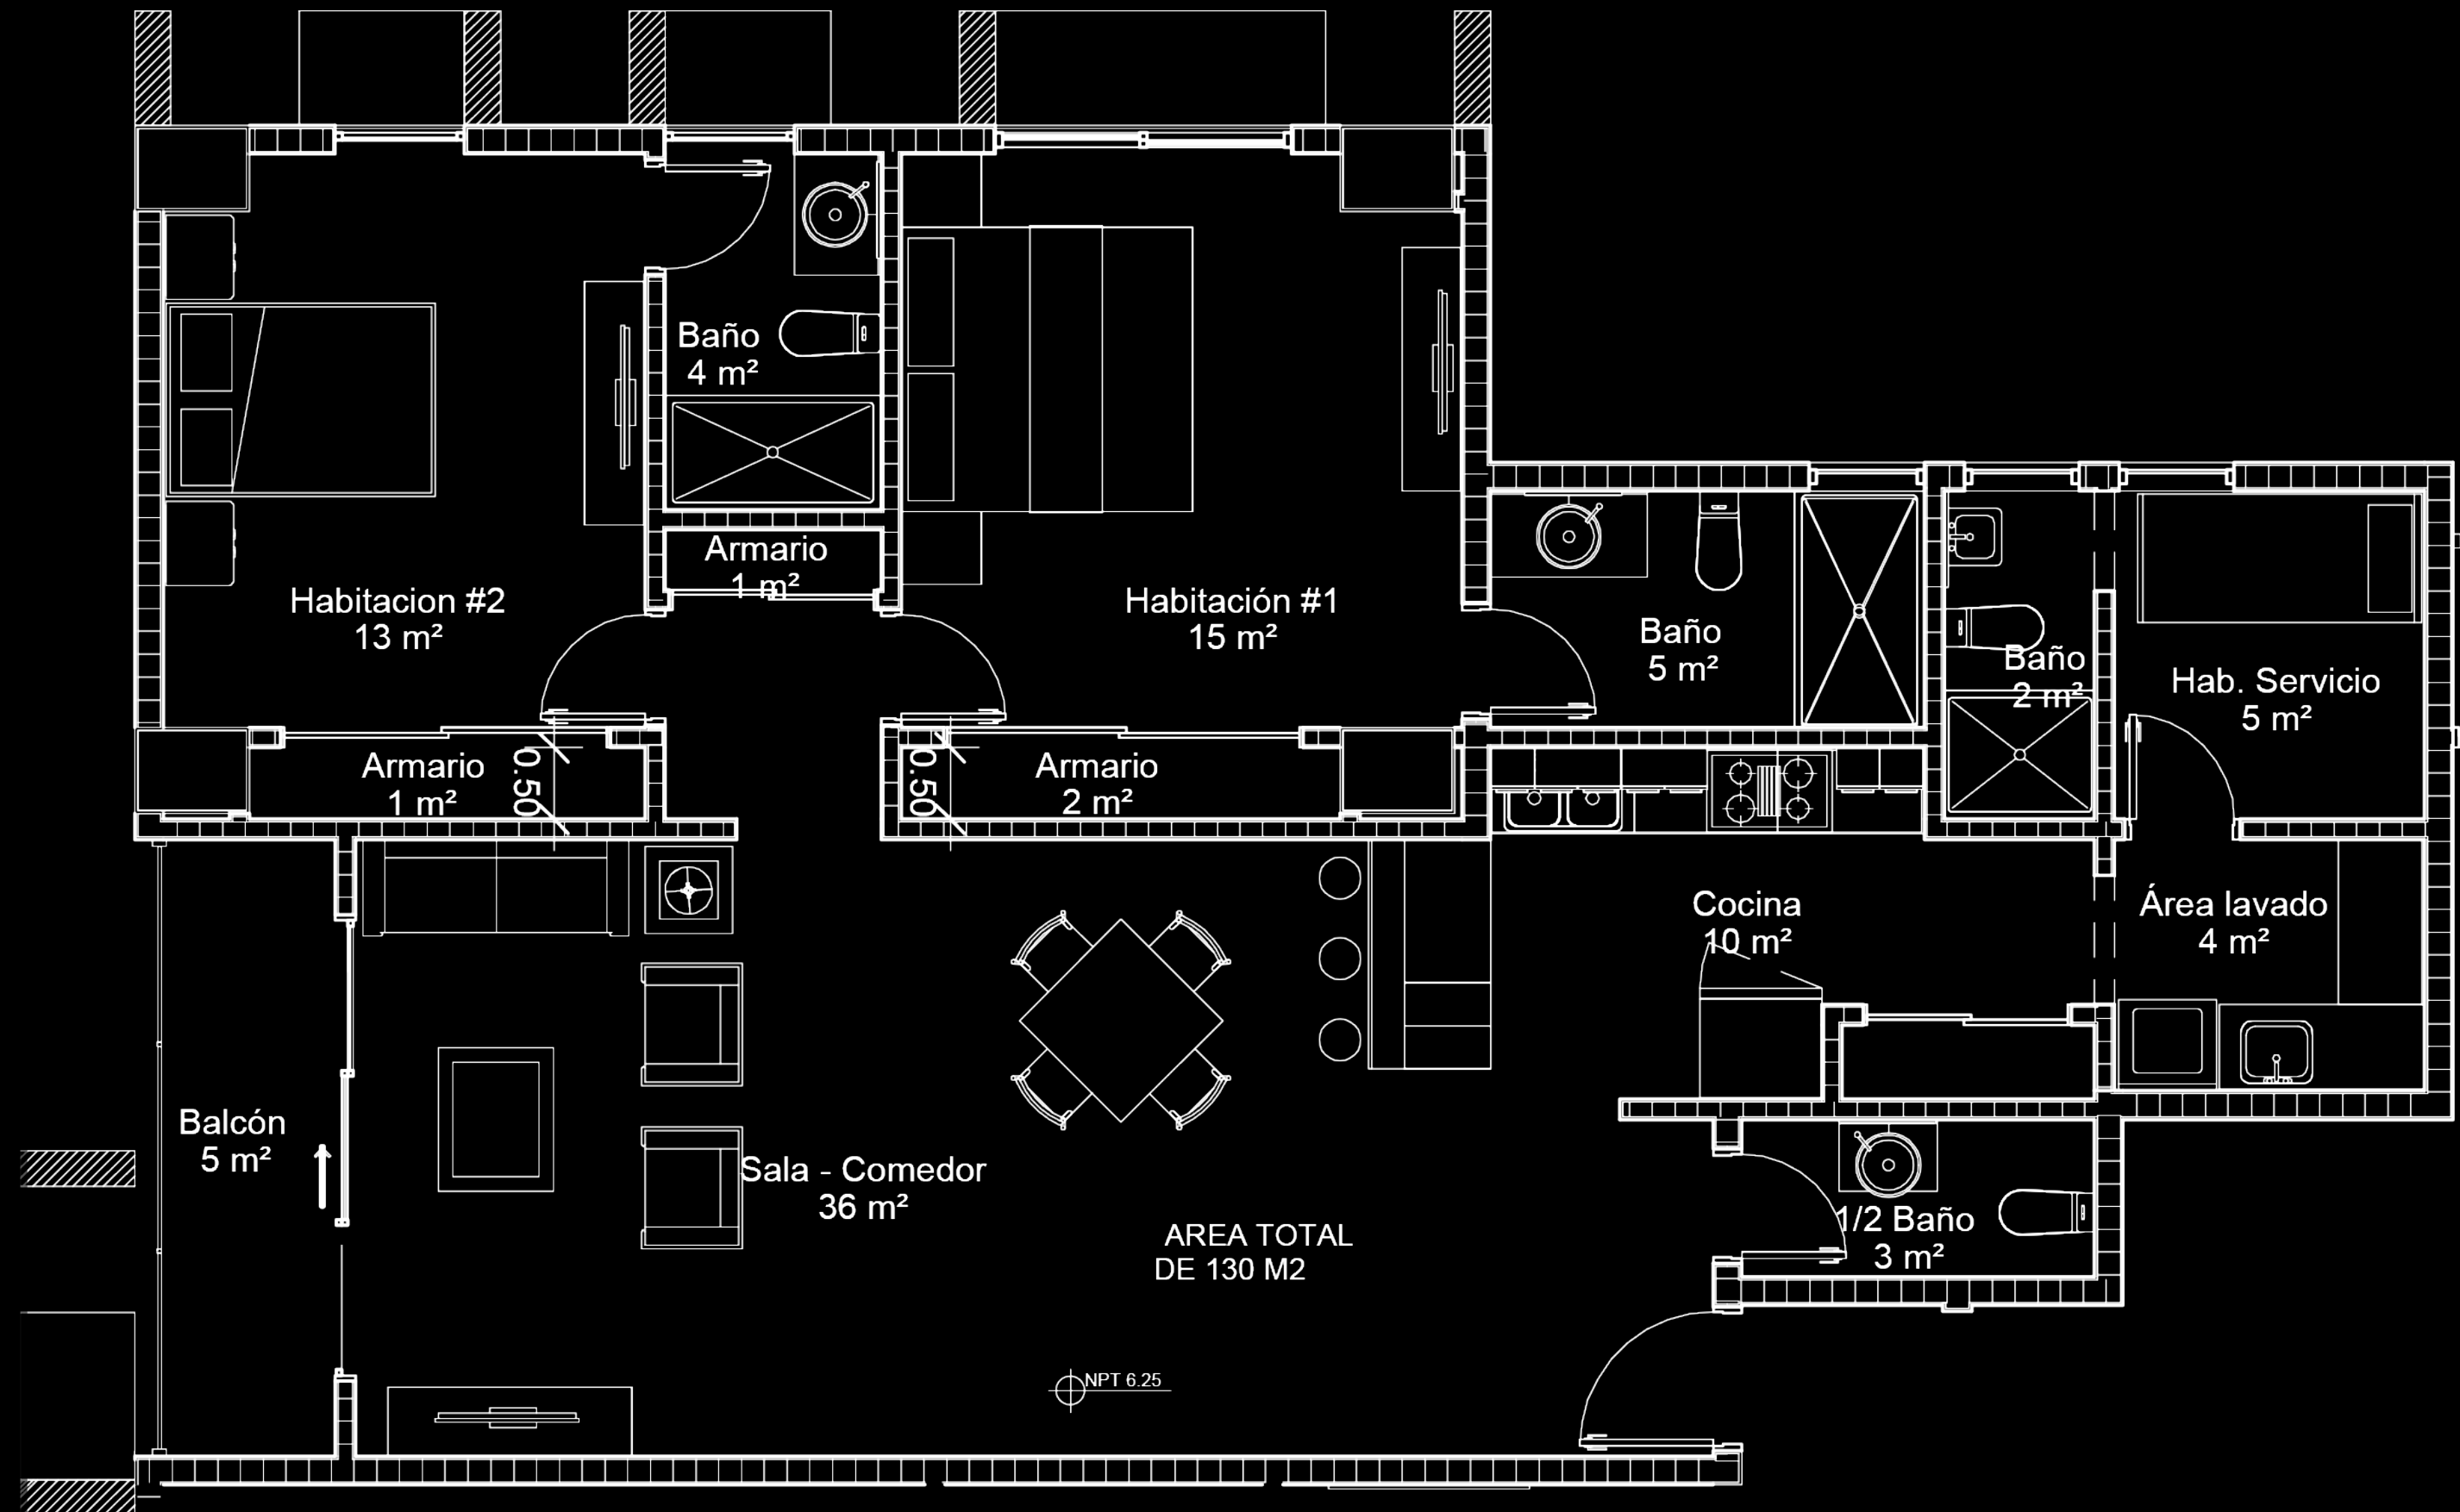 Baño
4 m²
Armario
1 m²
Habitacion #2
13 m²
Habitación #1
15 m²
Baño
5 m²
Baño
2 m²
Hab. Servicio
5 m²
Armario
1 m²
0.50
0.50
Armario
2 m²
Cocina
10 m²
Área lavado
4 m²
Balcón
5 m²
Sala - Comedor
36 m²
1/2 Baño
3 m²
AREA TOTAL
DE 130 M2
NPT 6.25